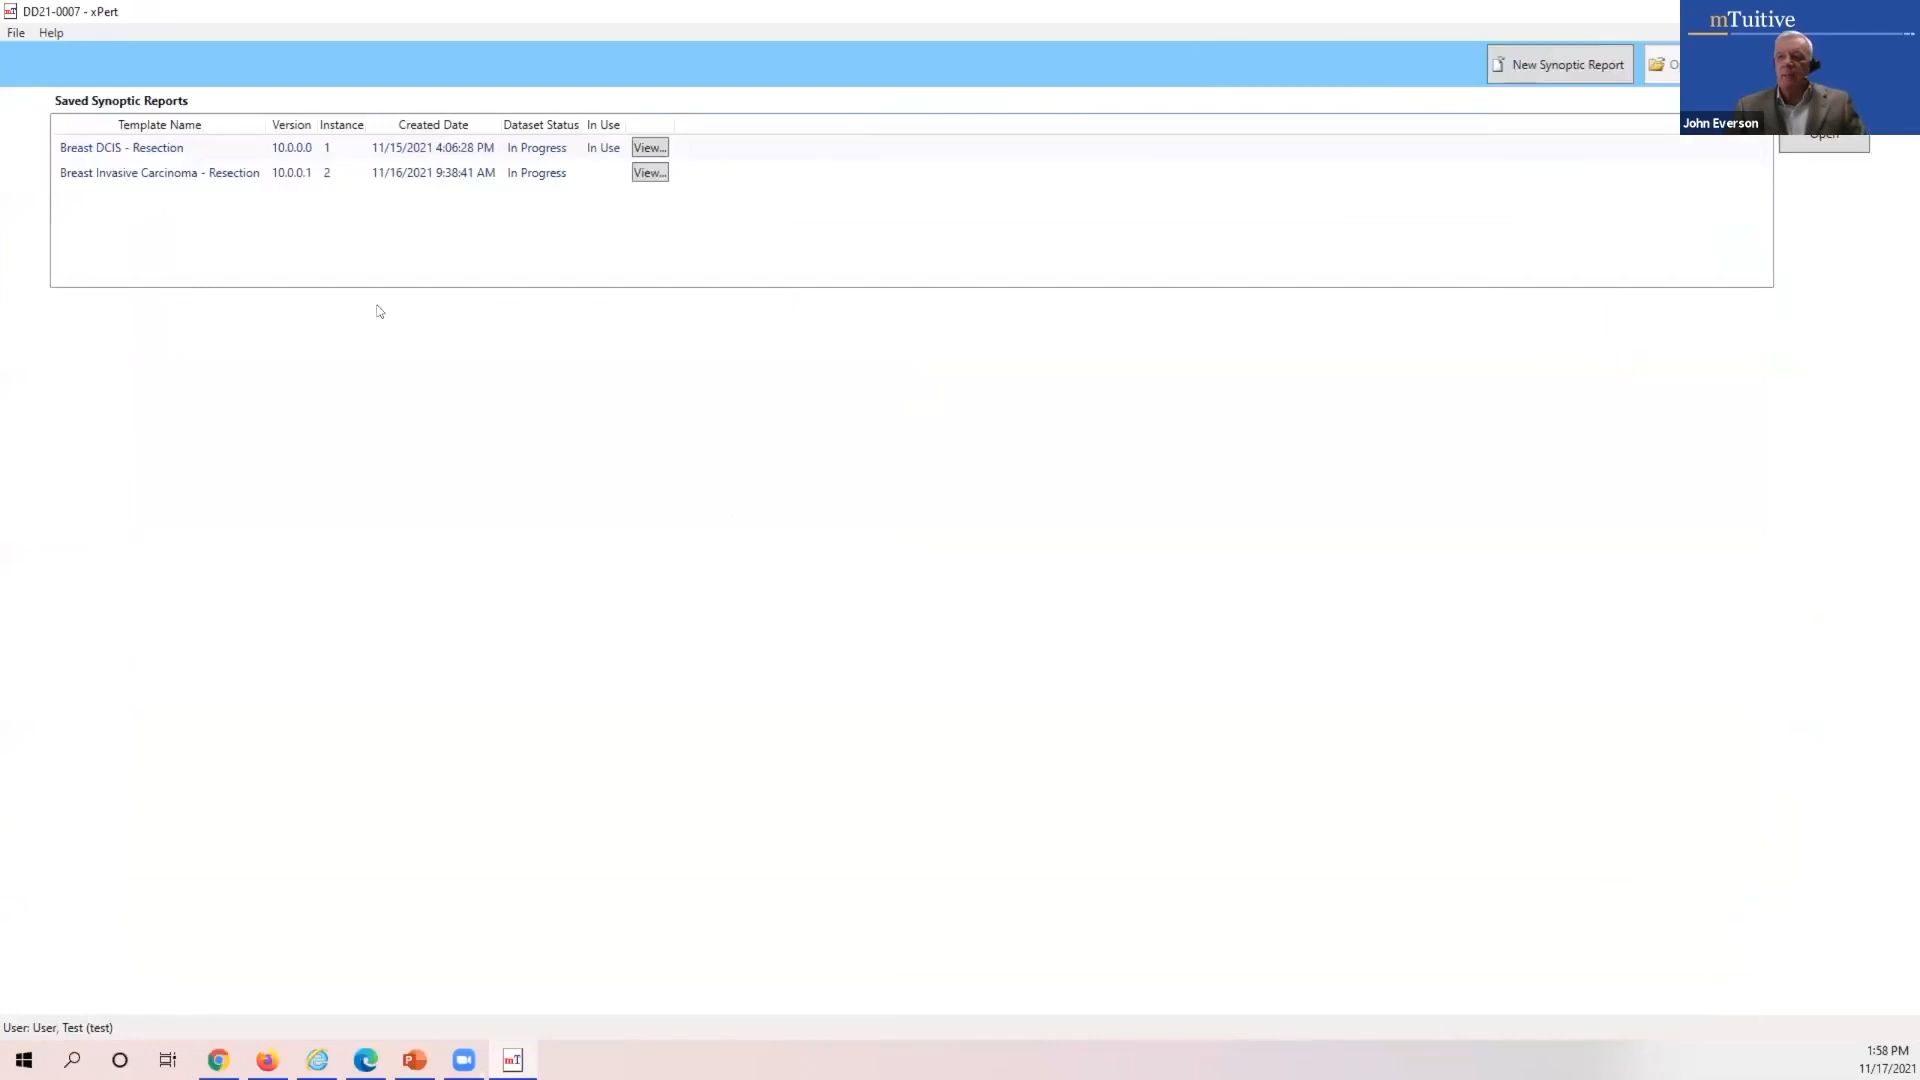 mT DD21-0007 - xPert
File Help
mTuitive
New Synoptic Report
John Everson
Open
Saved Synoptic Reports
Template Name Version Instance Created Date Dataset Status In Use
Breast DCIS - Resection 10.0.0.0 1 11/15/2021 4:06:28 PM In Progress In Use View...
Breast Invasive Carcinoma - Resection 10.0.0.1 2 11/16/2021 9:38:41 AM In Progress View...
User: User, Test (test)
mT
1:58 PM
11/17/2021